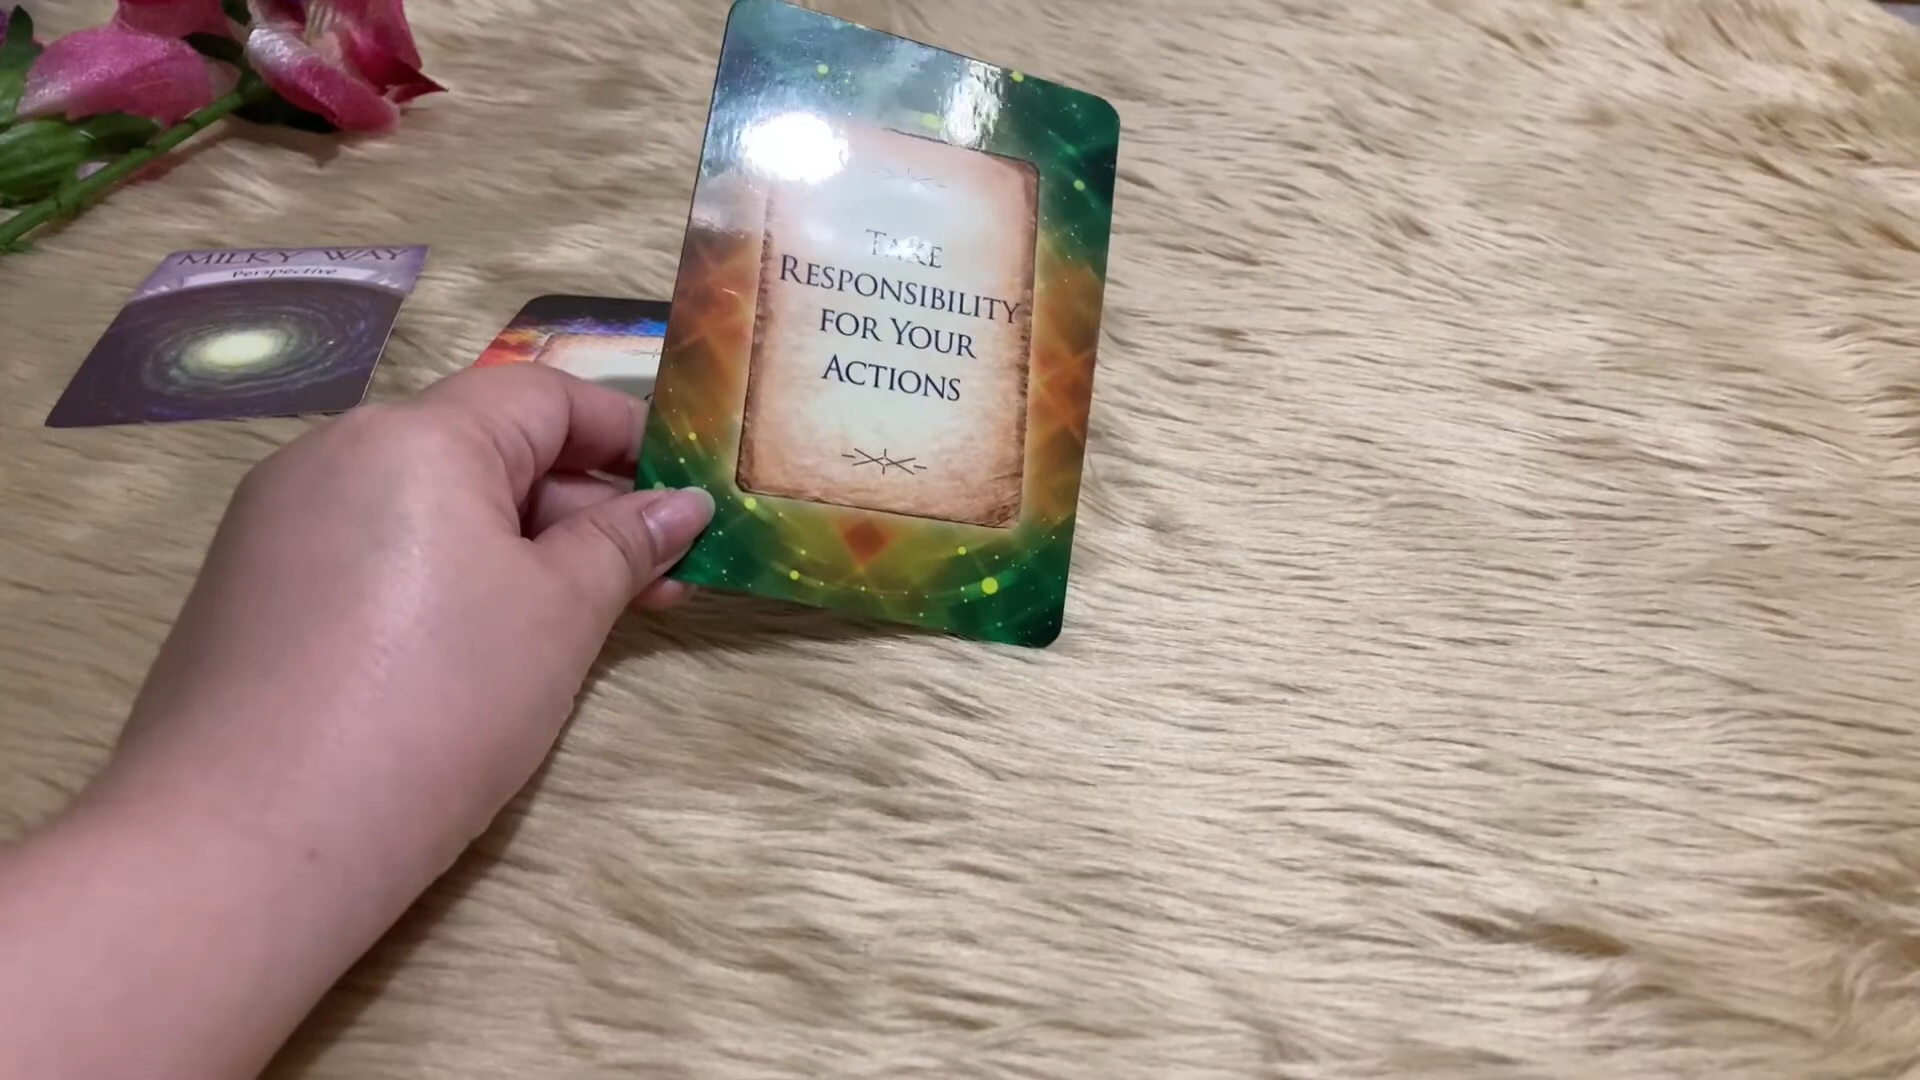 MILKY WAY
Perspective
TAKE
RESPONSIBILITY
FOR YOUR
ACTIONS